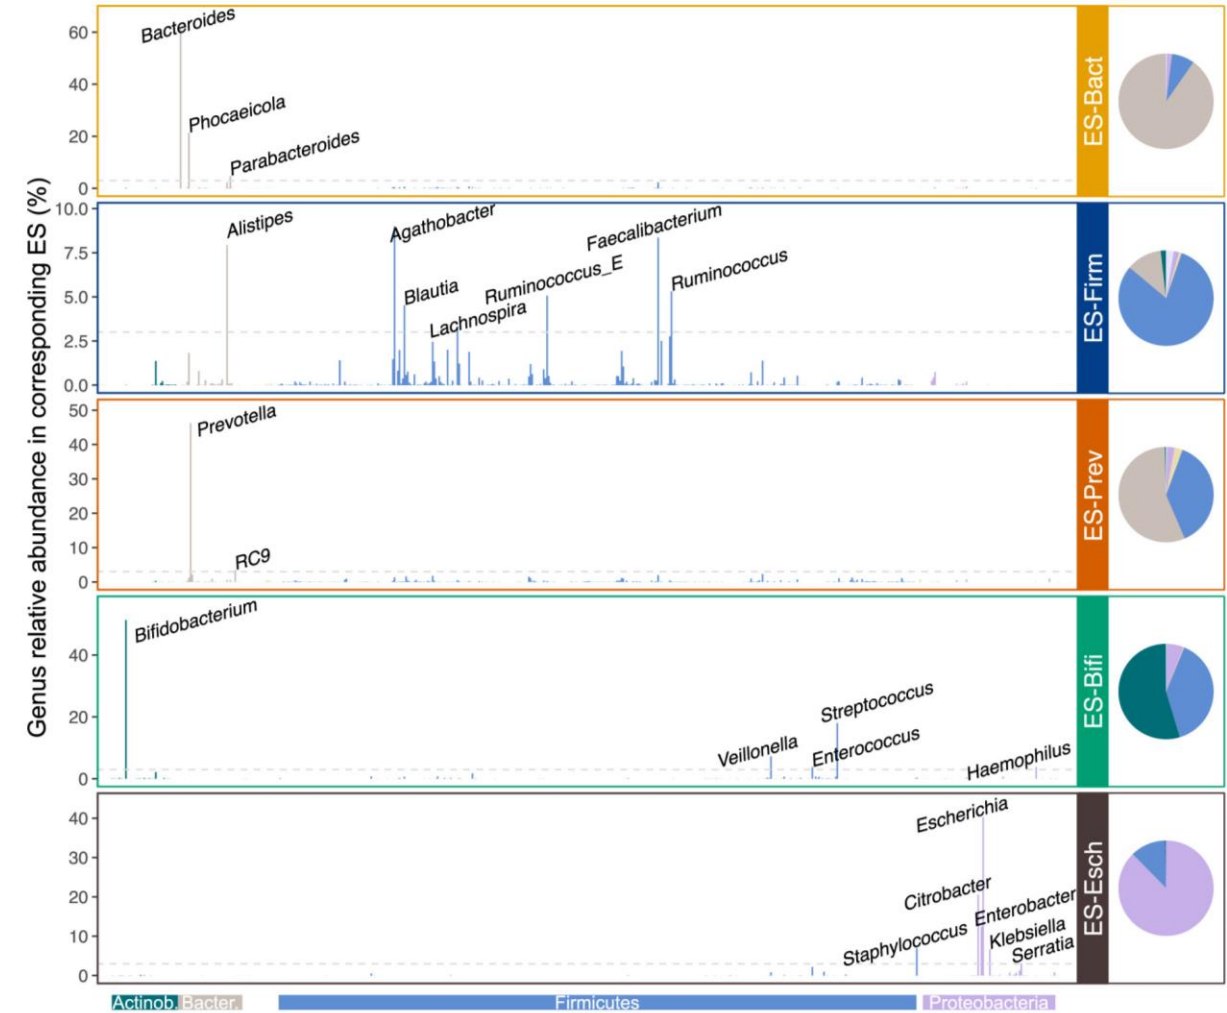 Genus relative abundance in corresponding ES (%)
60
40
20
0
Bacteroides
Phocaeicola
Parabacteroides
ES-Bact
10.0
7.5
5.0
2.5
0.0
Alistipes
Agathobacter
Blautia
Lachnospira
Ruminococcus_E
Faecalibacterium
Ruminococcus
ES-Firm
50
40
30
20
10
0
Prevotella
RC9
ES-Prev
40
20
0
Bifidobacterium
Veillonella
Streptococcus
Enterococcus
Haemophilus
ES-Bifi
40
30
20
10
0
Escherichia
Citrobacter
Enterobacter
Staphylococcus
Klebsiella
Serratia
ES-Esch
Actinob. Bacter. Firmicutes Proteobacteria